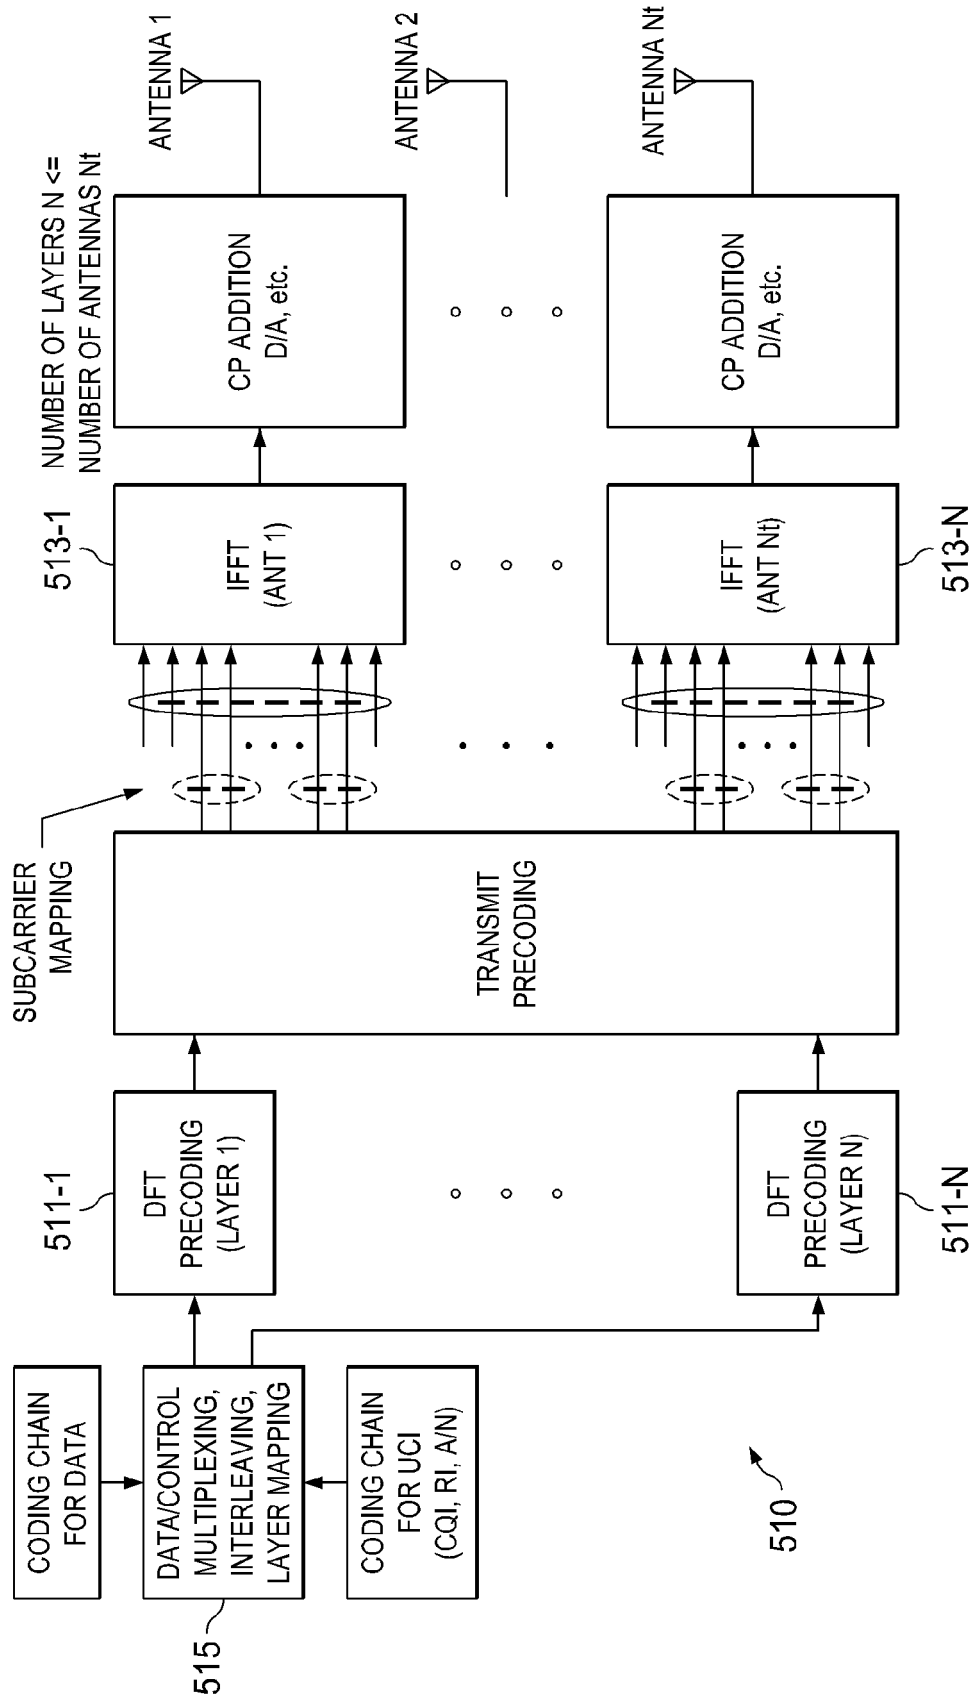 CODING CHAIN
FOR DATA
515
DATA/CONTROL
MULTIPLEXING,
INTERLEAVING,
LAYER MAPPING
CODING CHAIN
FOR UCI
(CQI, RI, A/N)
510
511-1
DFT
PRECODING
(LAYER 1)
DFT
PRECODING
(LAYER N)
511-N
SUBCARRIER
MAPPING
TRANSMIT
PRECODING
513-1
IFFT
(ANT 1)
IFFT
(ANT Nt)
513-N
NUMBER OF LAYERS N <=
NUMBER OF ANTENNAS Nt
CP ADDITION
D/A, etc.
CP ADDITION
D/A, etc.
ANTENNA 1
ANTENNA 2
ANTENNA Nt